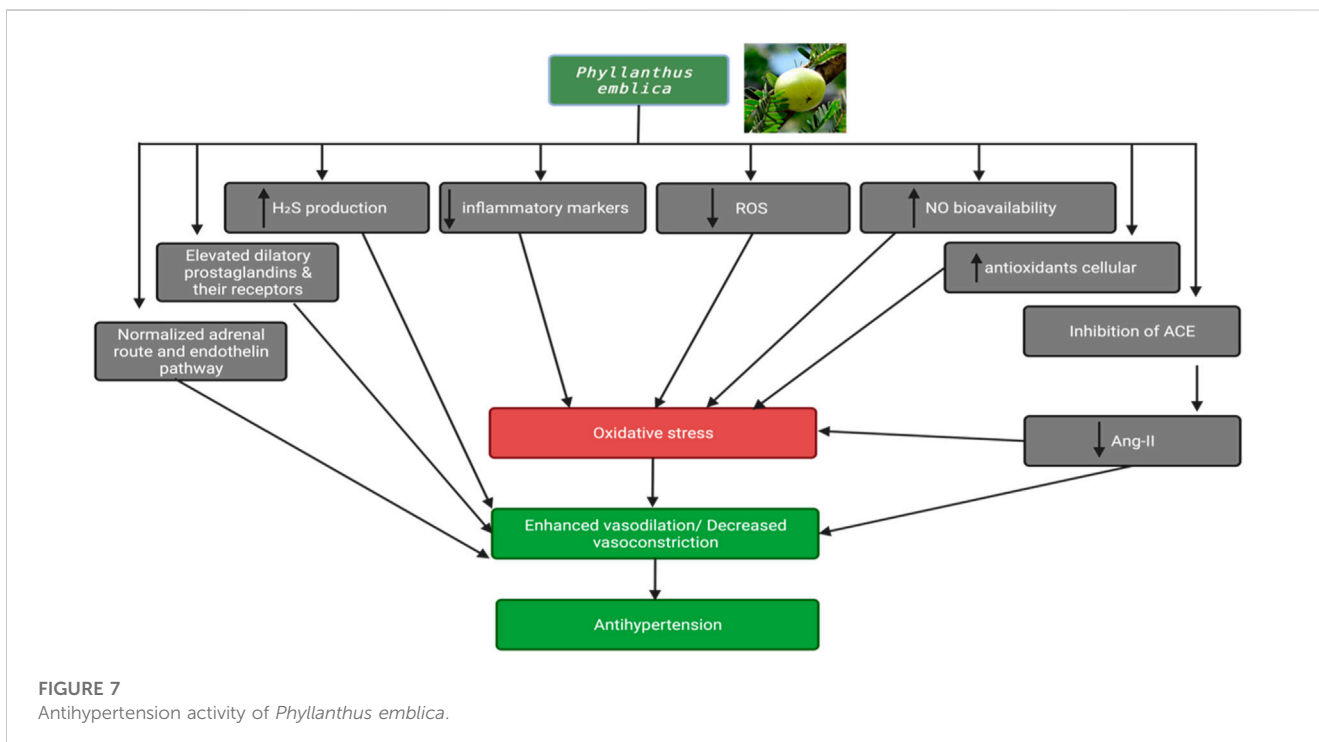 Phyllanthus
emblica
H₂S production
inflammatory markers
ROS
NO bioavailability
Elevated dilatory
prostaglandins &
their receptors
antioxidants cellular
Normalized adrenal
route and endothelin
pathway
Inhibition of ACE
Oxidative stress
Ang-II
Enhanced vasodilation/ Decreased
vasoconstriction
Antihypertension
FIGURE 7
Antihypertension activity of Phyllanthus emblica.